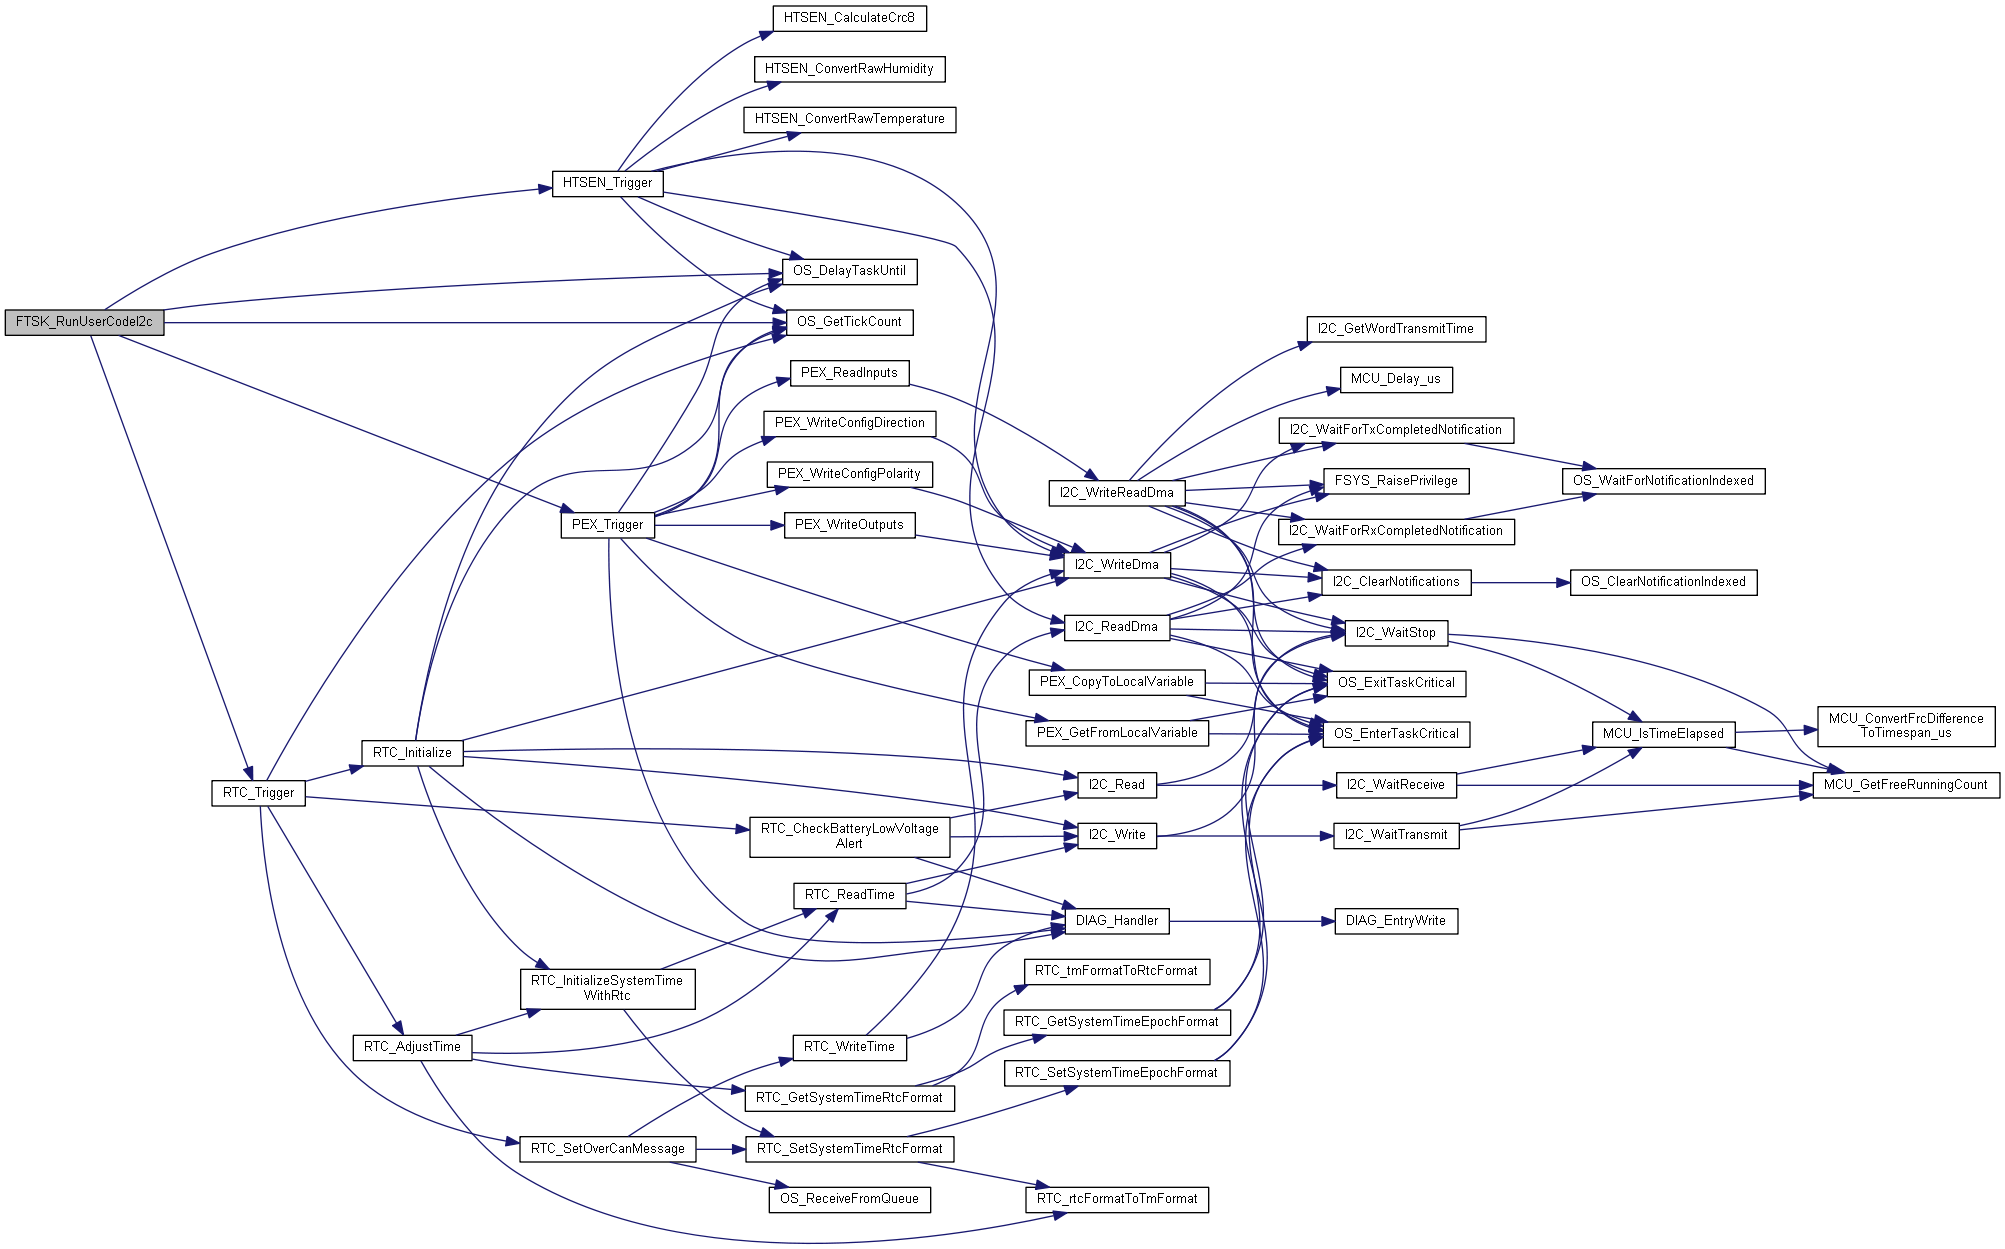 HTSEN_CalculateCrc8
HTSEN_ConvertRawHumidity
HTSEN_ConvertRawTemperature
HTSEN_Trigger
OS_DelayTaskUntil
FTSK_RunUserCodeI2c
OS_GetTickCount
I2C_GetWordTransmitTime
PEX_ReadInputs
MCU_Delay_us
PEX_WriteConfigDirection
I2C_WaitForTxCompletedNotification
PEX_WriteConfigPolarity
FSYS_RaisePrivilege
OS_WaitForNotificationIndexed
I2C_WriteReadDma
PEX_Trigger
PEX_WriteOutputs
I2C_WaitForRxCompletedNotification
I2C_WriteDma
I2C_ClearNotifications
OS_ClearNotificationIndexed
I2C_ReadDma
I2C_WaitStop
PEX_CopyToLocalVariable
OS_ExitTaskCritical
PEX_GetFromLocalVariable
OS_EnterTaskCritical
MCU_IsTimeElapsed
MCU_ConvertFrcDifference
ToTimespan_us
RTC_Initialize
RTC_Trigger
I2C_Read
I2C_WaitReceive
MCU_GetFreeRunningCount
RTC_CheckBatteryLowVoltage
Alert
I2C_Write
I2C_WaitTransmit
RTC_ReadTime
DIAG_Handler
DIAG_EntryWrite
RTC_InitializeSystemTime
WithRtc
RTC_tmFormatToRtcFormat
RTC_GetSystemTimeEpochFormat
RTC_AdjustTime
RTC_WriteTime
RTC_SetSystemTimeEpochFormat
RTC_GetSystemTimeRtcFormat
RTC_SetOverCanMessage
RTC_SetSystemTimeRtcFormat
OS_ReceiveFromQueue
RTC_rtcFormatToTmFormat